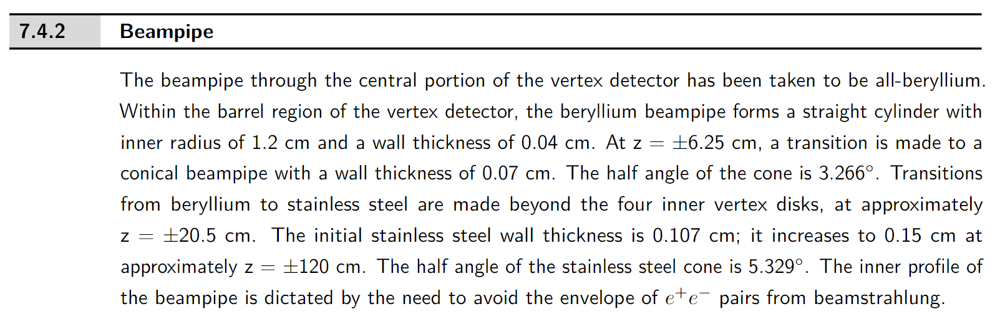 7.4.2 Beampipe
The beampipe through the central portion of the vertex detector has been taken to be all-beryllium.
Within the barrel region of the vertex detector, the beryllium beampipe forms a straight cylinder with
inner radius of 1.2 cm and a wall thickness of 0.04 cm. At z = ±6.25 cm, a transition is made to a
conical beampipe with a wall thickness of 0.07 cm. The half angle of the cone is 3.266°. Transitions
from beryllium to stainless steel are made beyond the four inner vertex disks, at approximately
z = ±20.5 cm. The initial stainless steel wall thickness is 0.107 cm; it increases to 0.15 cm at
approximately z = ±120 cm. The half angle of the stainless steel cone is 5.329°. The inner profile of
the beampipe is dictated by the need to avoid the envelope of e⁺e⁻ pairs from beamstrahlung.